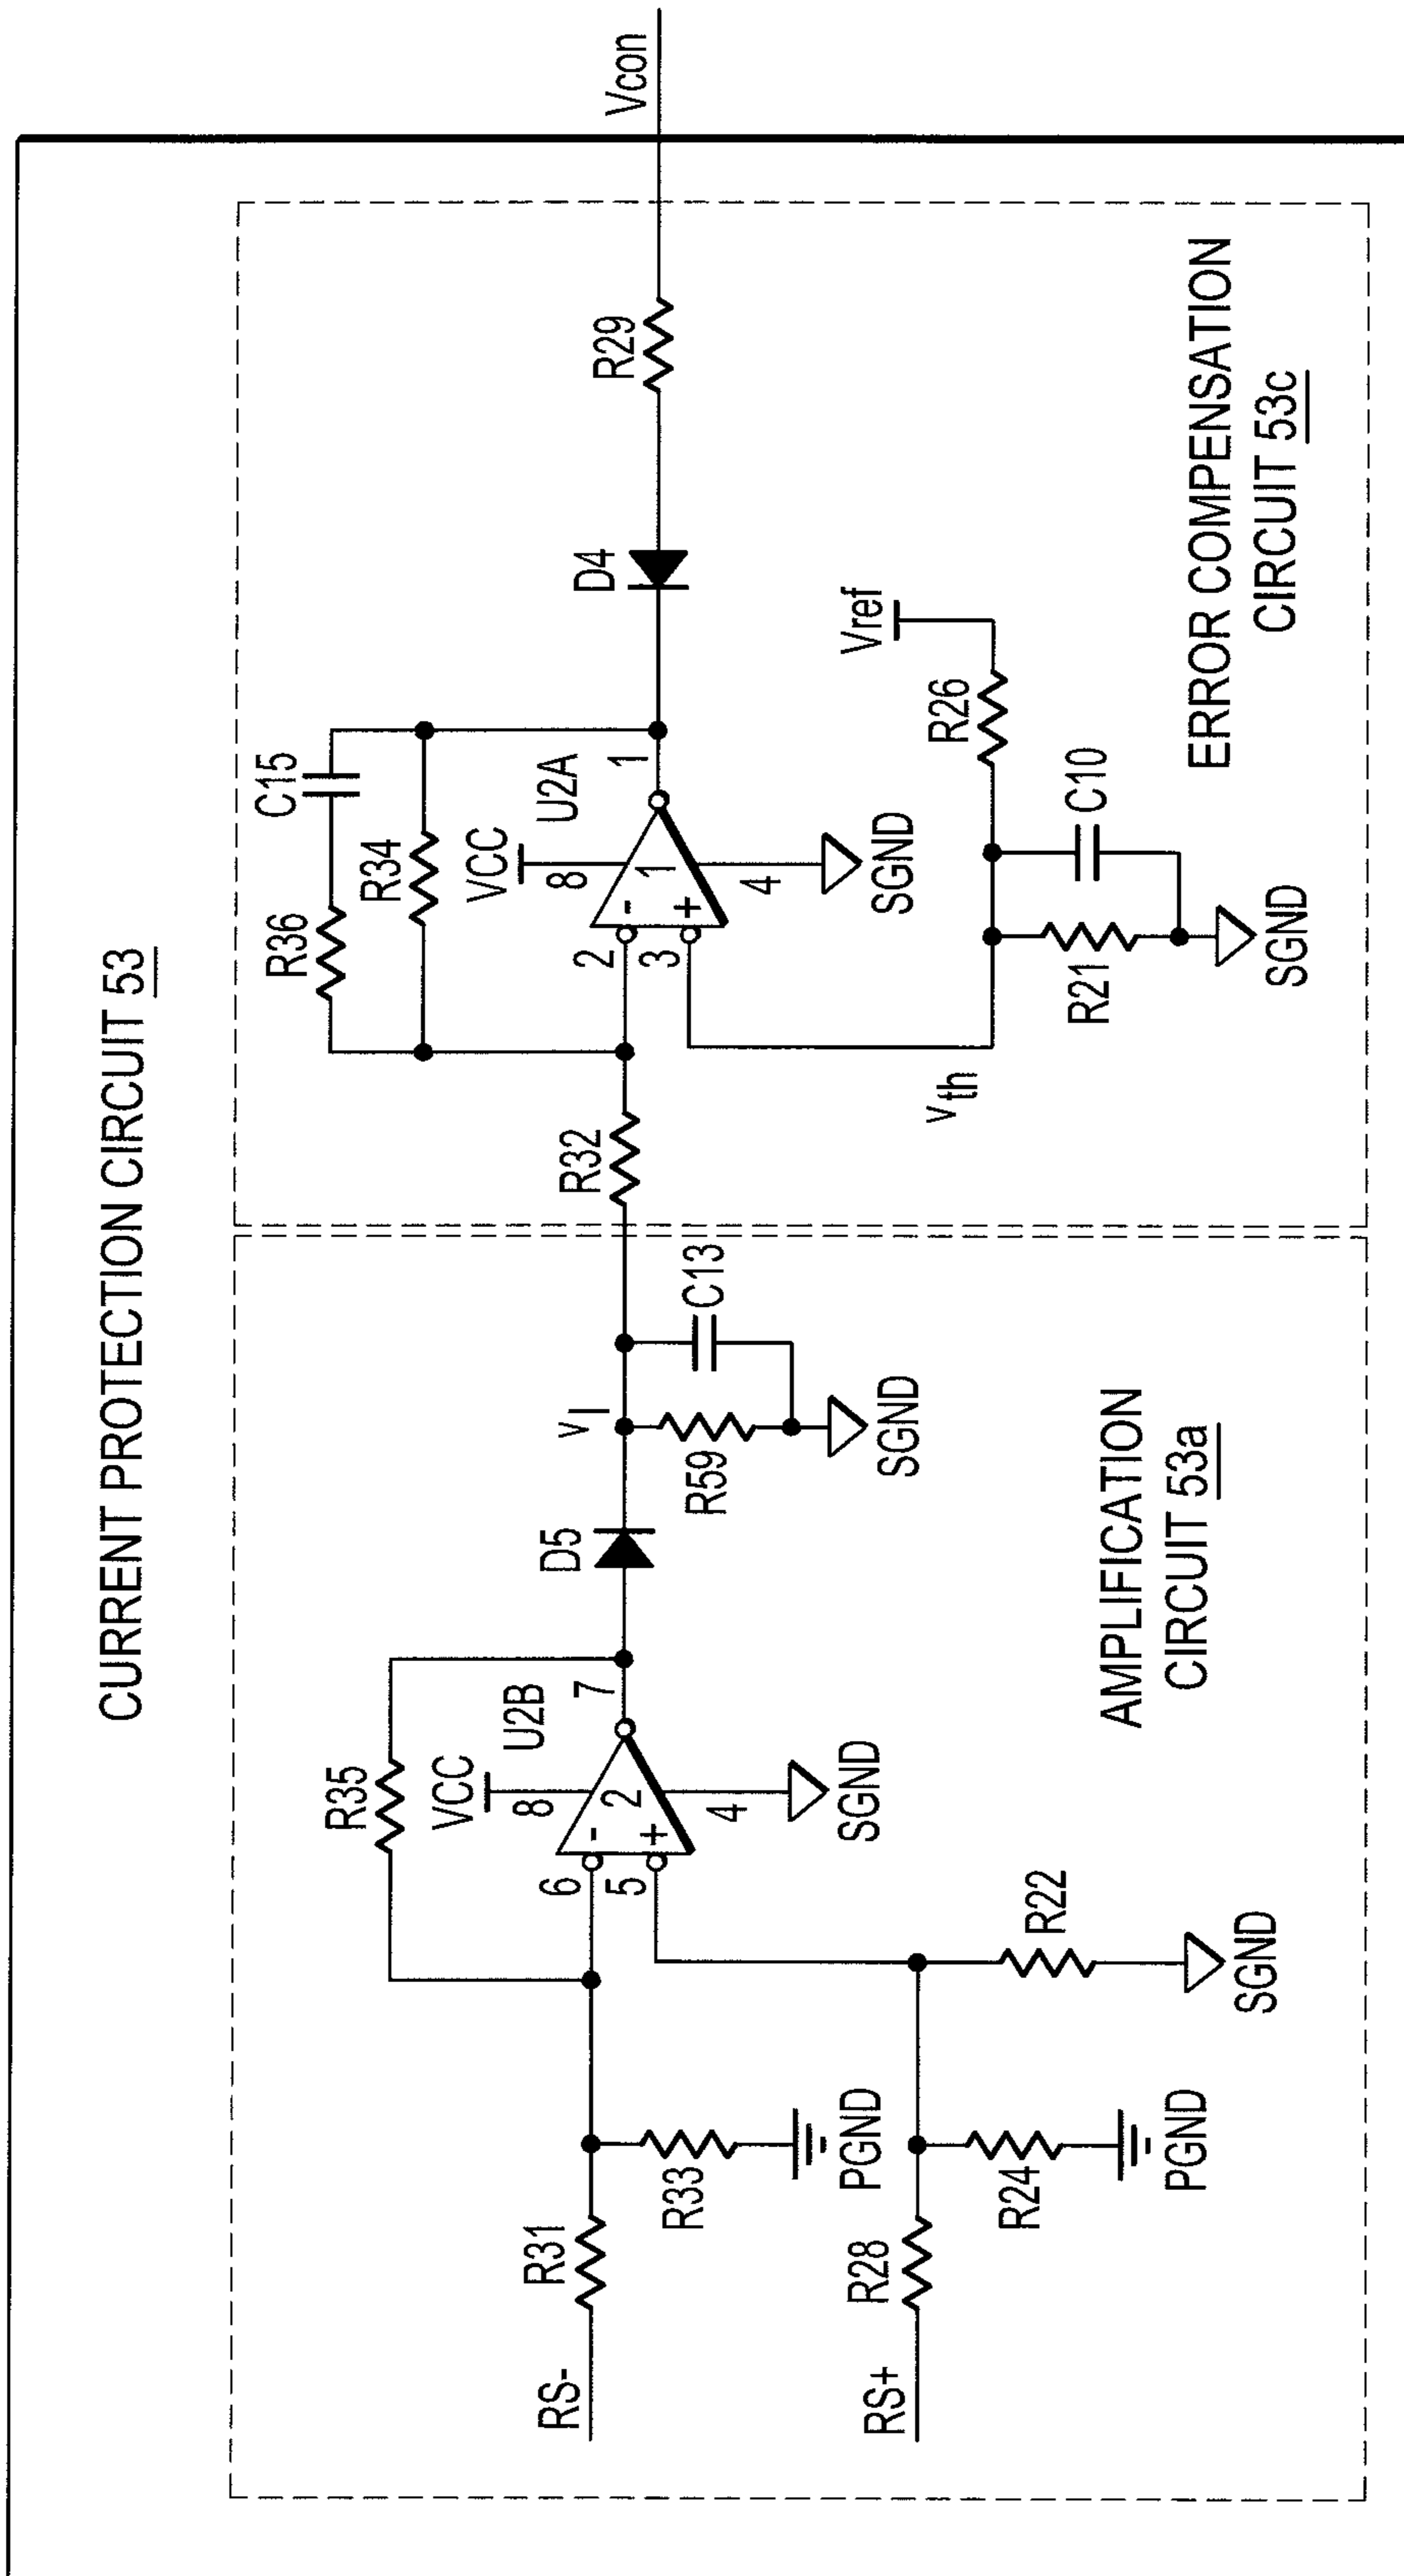 CURRENT PROTECTION CIRCUIT 53
R35
VCC
8
U2B
7
6
5
-
+
2
4
SGND
D5
RS-
R31
R33
PGND
RS+
R28
R24
PGND
R22
SGND
vI
R59
C13
SGND
AMPLIFICATION
CIRCUIT 53a
R32
R36
C15
R34
VCC
8
U2A
1
2
3
-
+
1
4
SGND
D4
R29
Vcon
vth
R26
Vref
R21
C10
SGND
ERROR COMPENSATION
CIRCUIT 53c